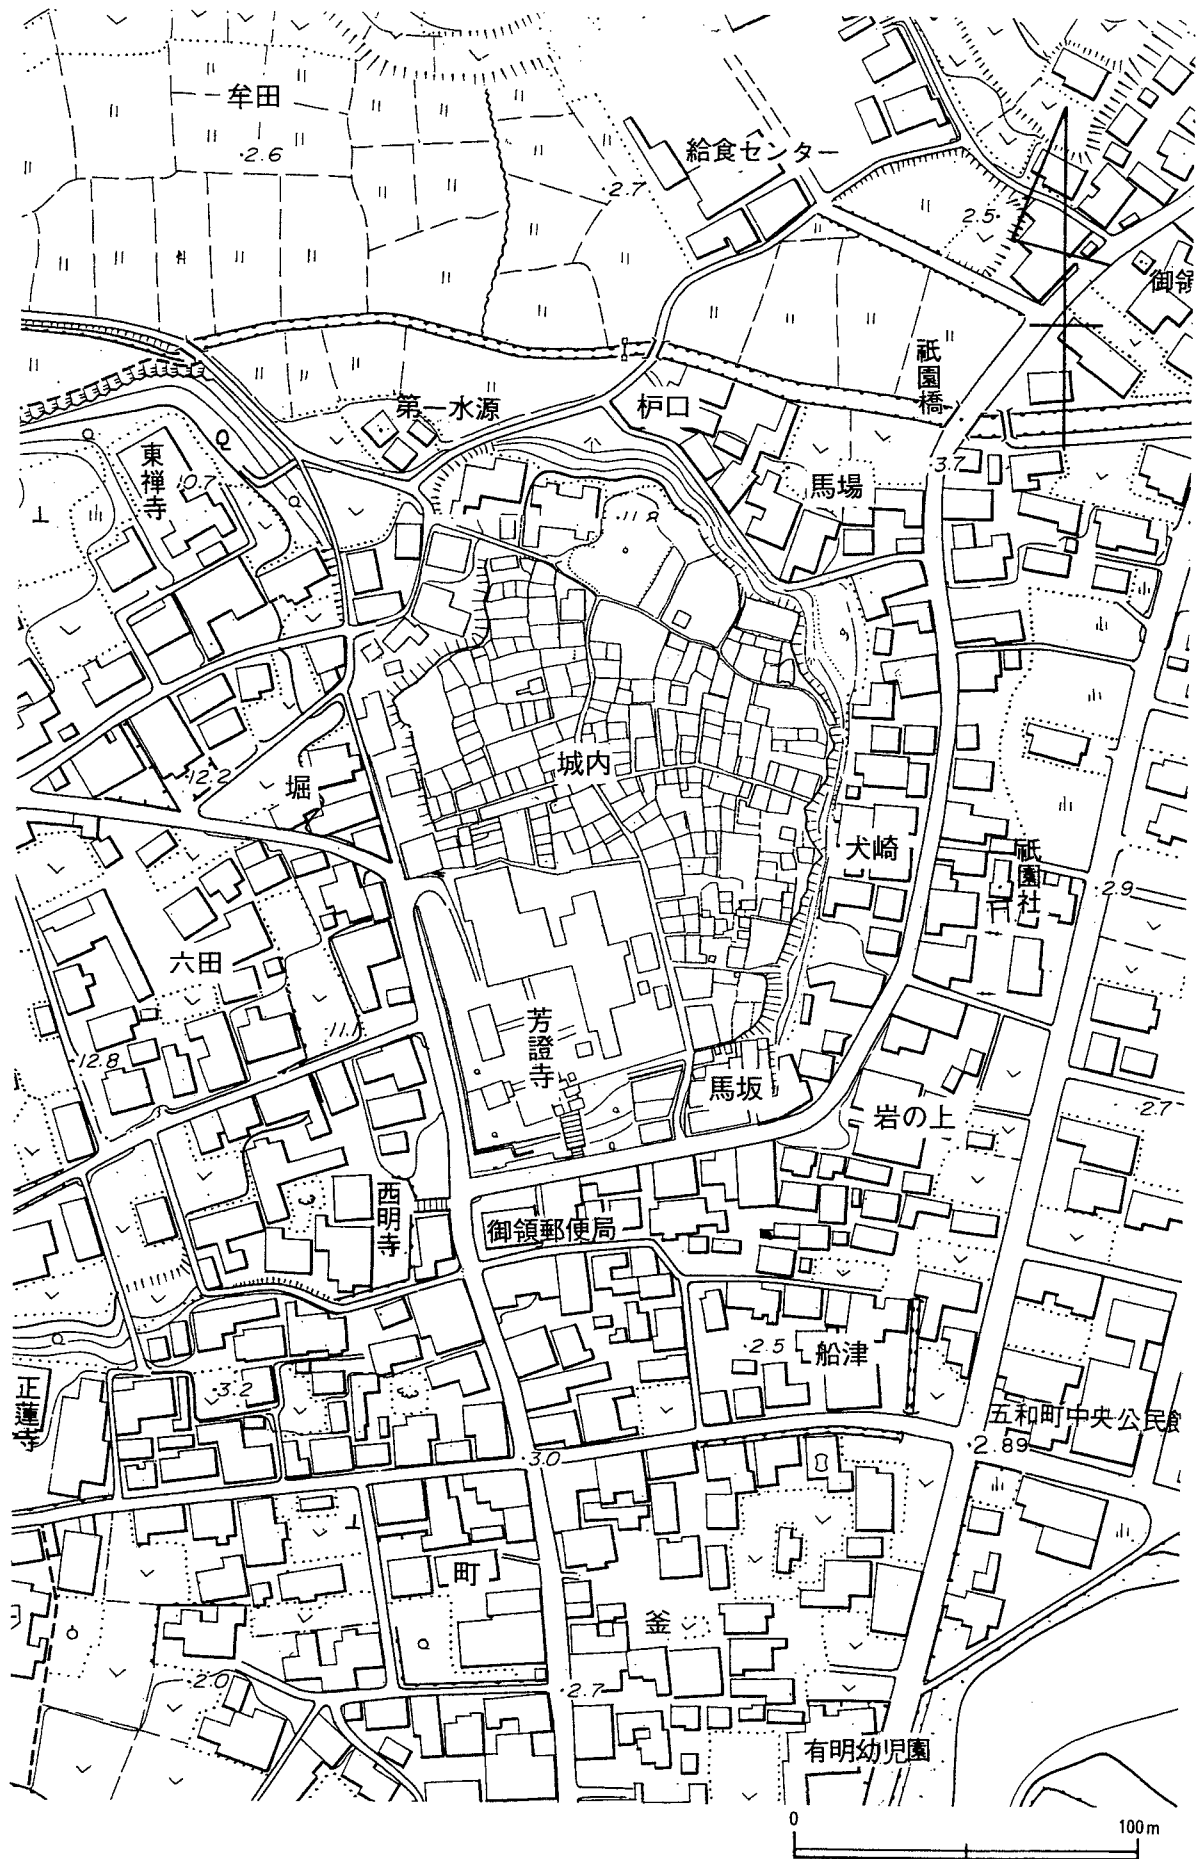 牟田
2.6
給食センター
2.7
2.5
御領
祇園橋
第一水源
枦口
3.7
東禅寺
10.7
馬場
11.8
城内
12.2
堀
犬崎
祇園社
2.9
六田
11.1
芳證寺
12.8
馬坂
岩の上
2.7
西明寺
御領郵便局
2.5
船津
正蓮寺
3.2
五和町中央公民館
2.89
3.0
町
釜
2.0
2.7
有明幼児園
0
100m